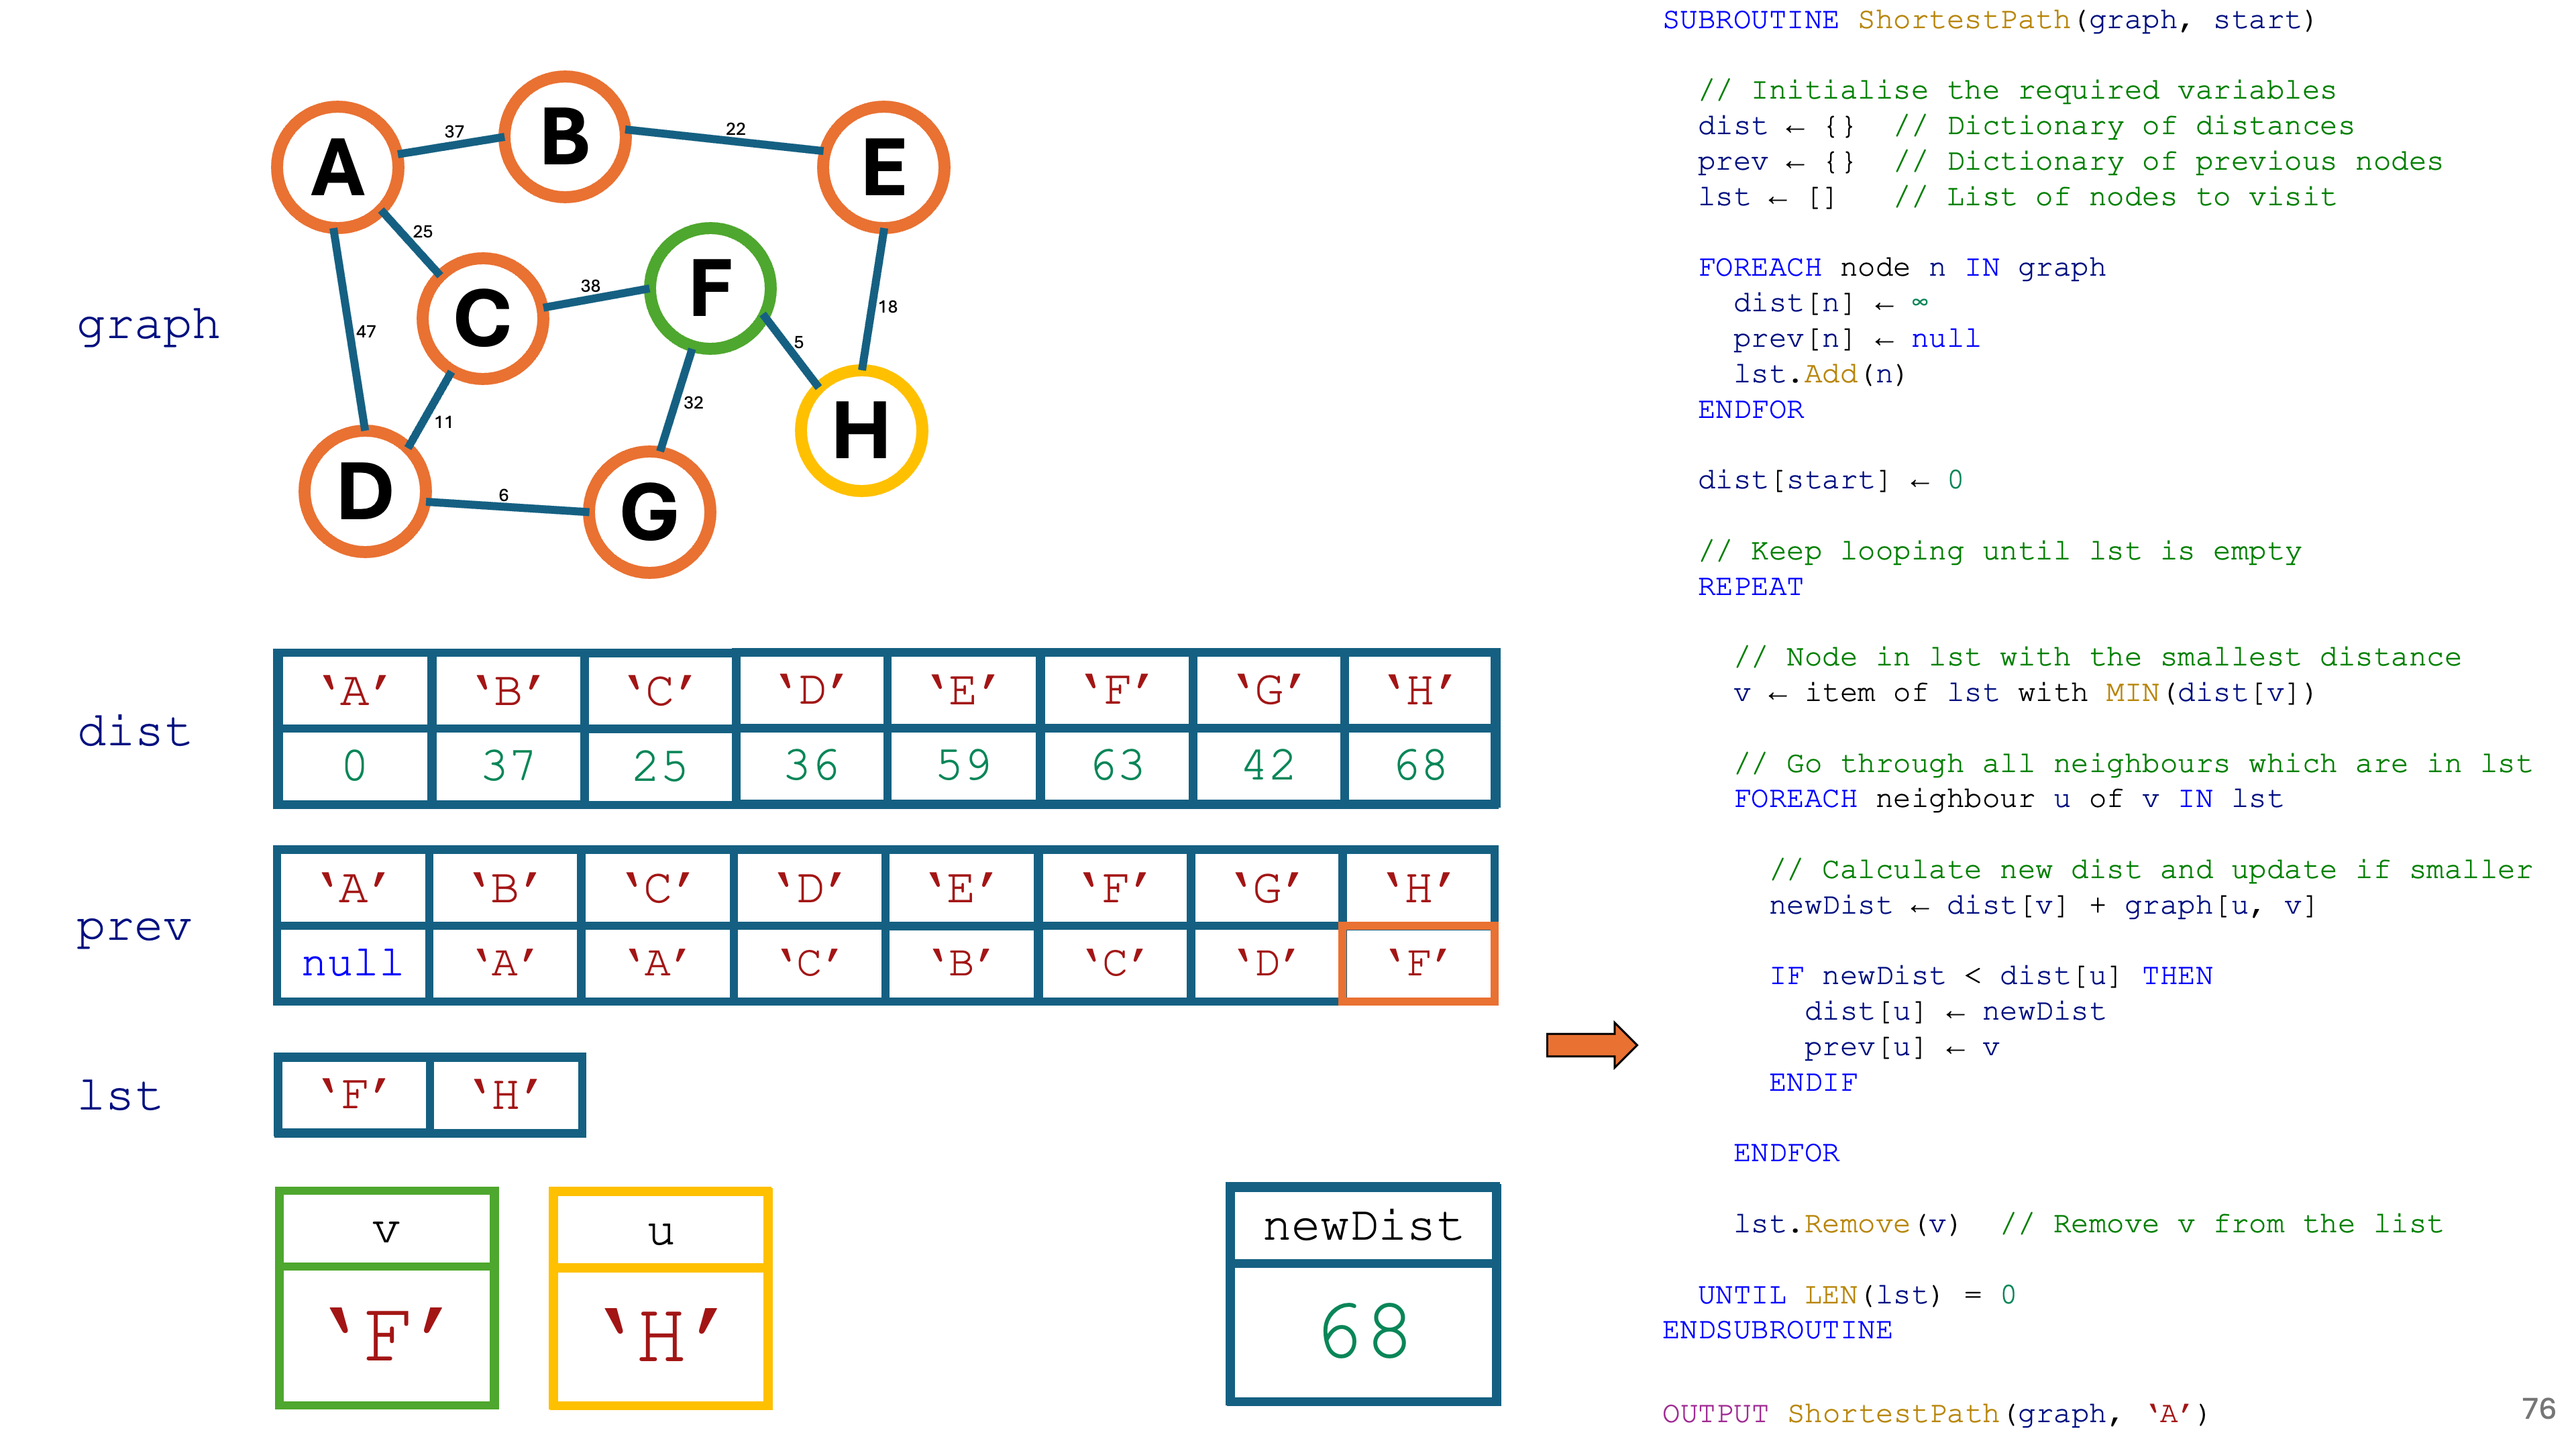 graph
A
B
E
C
F
H
D
G
37
22
25
38
5
18
47
11
32
6
dist
‘A’ ‘B’ ‘C’ ‘D’ ‘E’ ‘F’ ‘G’ ‘H’
0 37 25 36 59 63 42 68
prev
‘A’ ‘B’ ‘C’ ‘D’ ‘E’ ‘F’ ‘G’ ‘H’
null ‘A’ ‘A’ ‘C’ ‘B’ ‘C’ ‘D’ ‘F’
lst
‘F’ ‘H’
v
‘F’
u
‘H’
newDist
68
SUBROUTINE ShortestPath(graph, start)
// Initialise the required variables
dist ← {} // Dictionary of distances
prev ← {} // Dictionary of previous nodes
lst ← [] // List of nodes to visit
FOREACH node n IN graph
dist[n] ← ∞
prev[n] ← null
lst.Add(n)
ENDFOR
dist[start] ← 0
// Keep looping until lst is empty
REPEAT
// Node in lst with the smallest distance
v ← item of lst with MIN(dist[v])
// Go through all neighbours which are in lst
FOREACH neighbour u of v IN lst
// Calculate new dist and update if smaller
newDist ← dist[v] + graph[u, v]
IF newDist < dist[u] THEN
dist[u] ← newDist
prev[u] ← v
ENDIF
ENDFOR
lst.Remove(v) // Remove v from the list
UNTIL LEN(lst) = 0
ENDSUBROUTINE
OUTPUT ShortestPath(graph, ‘A’)
76